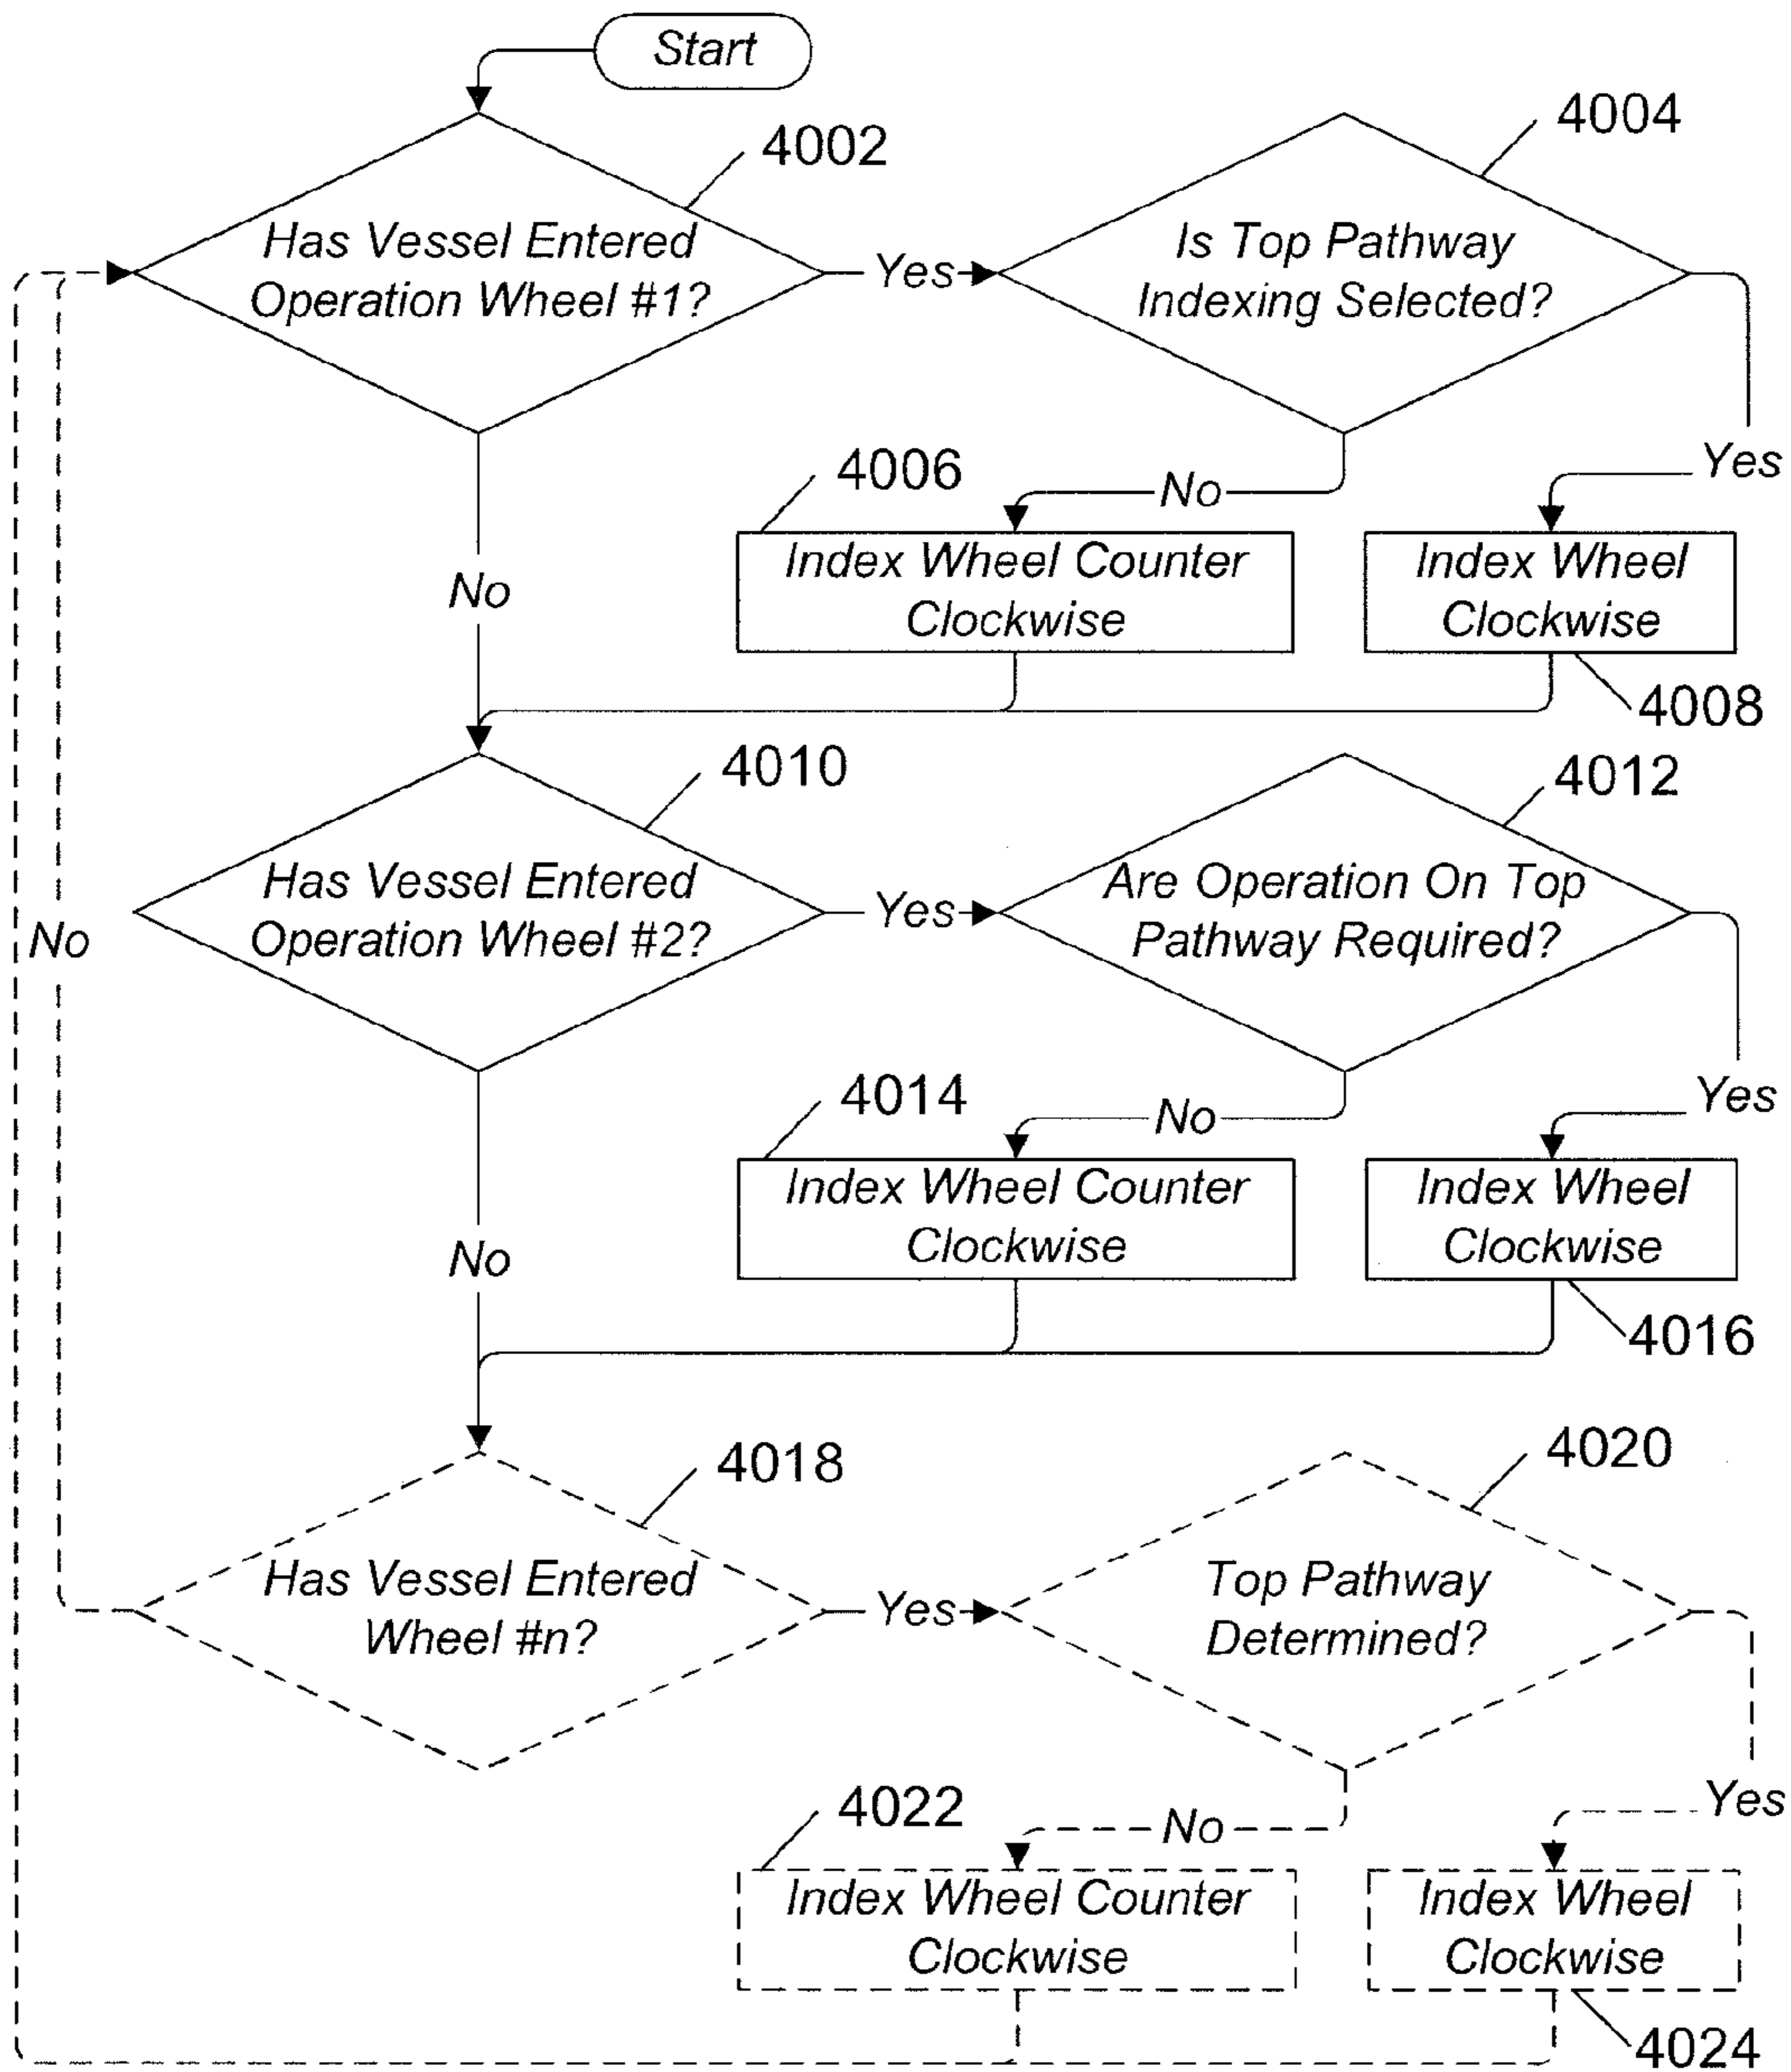 Start
4002
4004
Has Vessel Entered
Operation Wheel #1?
Yes
Is Top Pathway
Indexing Selected?
Yes
4006
No
No
Index Wheel Counter
Clockwise
Index Wheel
Clockwise
4008
4010
4012
Has Vessel Entered
Operation Wheel #2?
Yes
Are Operation On Top
Pathway Required?
No
Yes
4014
No
No
Index Wheel Counter
Clockwise
Index Wheel
Clockwise
4016
4018
4020
Has Vessel Entered
Wheel #n?
Yes
Top Pathway
Determined?
Yes
4022
No
Index Wheel Counter
Clockwise
Index Wheel
Clockwise
4024